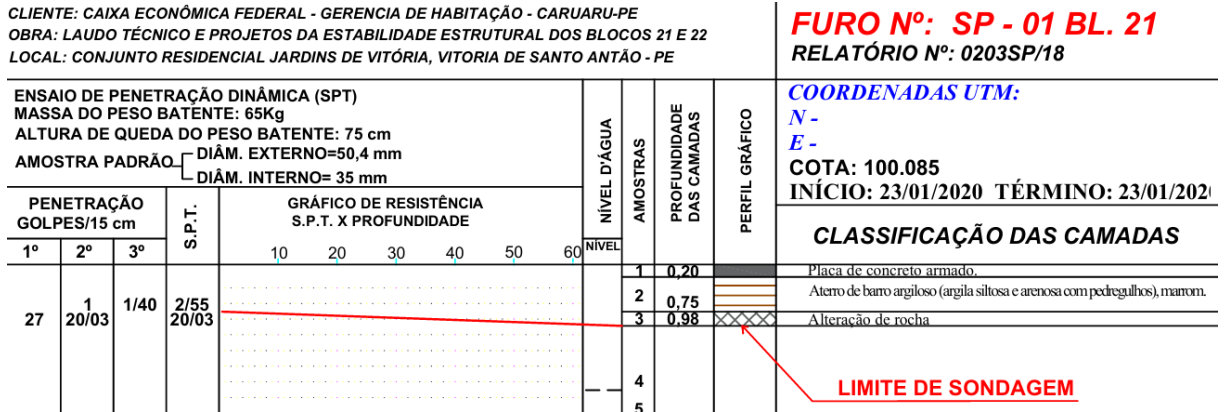 CLIENTE: CAIXA ECONÔMICA FEDERAL - GERENCIA DE HABITAÇÃO - CARUARU-PE
OBRA: LAUDO TÉCNICO E PROJETOS DA ESTABILIDADE ESTRUTURAL DOS BLOCOS 21 E 22
LOCAL: CONJUNTO RESIDENCIAL JARDINS DE VITÓRIA, VITORIA DE SANTO ANTÃO - PE
FURO Nº: SP - 01 BL. 21
RELATÓRIO Nº: 0203SP/18
ENSAIO DE PENETRAÇÃO DINÂMICA (SPT)
MASSA DO PESO BATENTE: 65Kg
ALTURA DE QUEDA DO PESO BATENTE: 75 cm
AMOSTRA PADRÃO
DIÂM. EXTERNO=50,4 mm
DIÂM. INTERNO= 35 mm
NÍVEL D'ÁGUA
AMOSTRAS
PROFUNDIDADE
DAS CAMADAS
PERFIL GRÁFICO
COORDENADAS UTM:
N -
E -
COTA: 100.085
INÍCIO: 23/01/2020 TÉRMINO: 23/01/202
PENETRAÇÃO
GOLPES/15 cm
S.P.T.
GRÁFICO DE RESISTÊNCIA
S.P.T. X PROFUNDIDADE
CLASSIFICAÇÃO DAS CAMADAS
1º 2º 3º
10 20 30 40 50 60
NÍVEL
1 0,20 Placa de concreto armado.
2 0,75 Aterro de barro argiloso (argila siltosa e arenosa com pedregulhos), marrom.
27 1 1/40 2/55
20/03 20/03
3 0,98 Alteração de rocha
4
LIMITE DE SONDAGEM
5